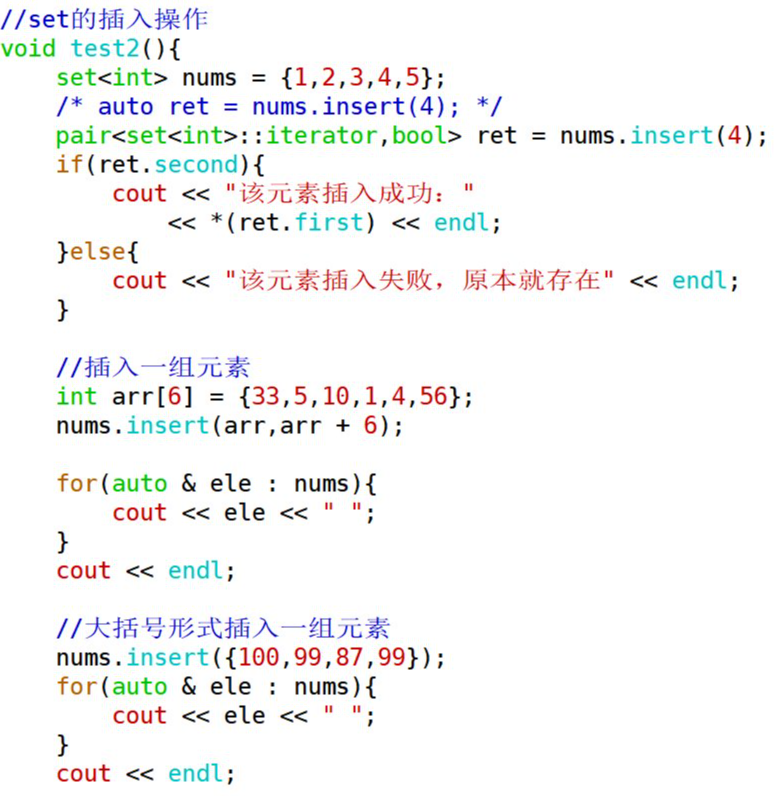 //set的插入操作
void test2(){
    set<int> nums = {1,2,3,4,5};
    /* auto ret = nums.insert(4); */
    pair<set<int>::iterator,bool> ret = nums.insert(4);
    if(ret.second){
        cout << "该元素插入成功："
            << *(ret.first) << endl;
    }else{
        cout << "该元素插入失败，原本就存在" << endl;
    }

    //插入一组元素
    int arr[6] = {33,5,10,1,4,56};
    nums.insert(arr,arr + 6);

    for(auto & ele : nums){
        cout << ele << " ";
    }
    cout << endl;

    //大括号形式插入一组元素
    nums.insert({100,99,87,99});
    for(auto & ele : nums){
        cout << ele << " ";
    }
    cout << endl;